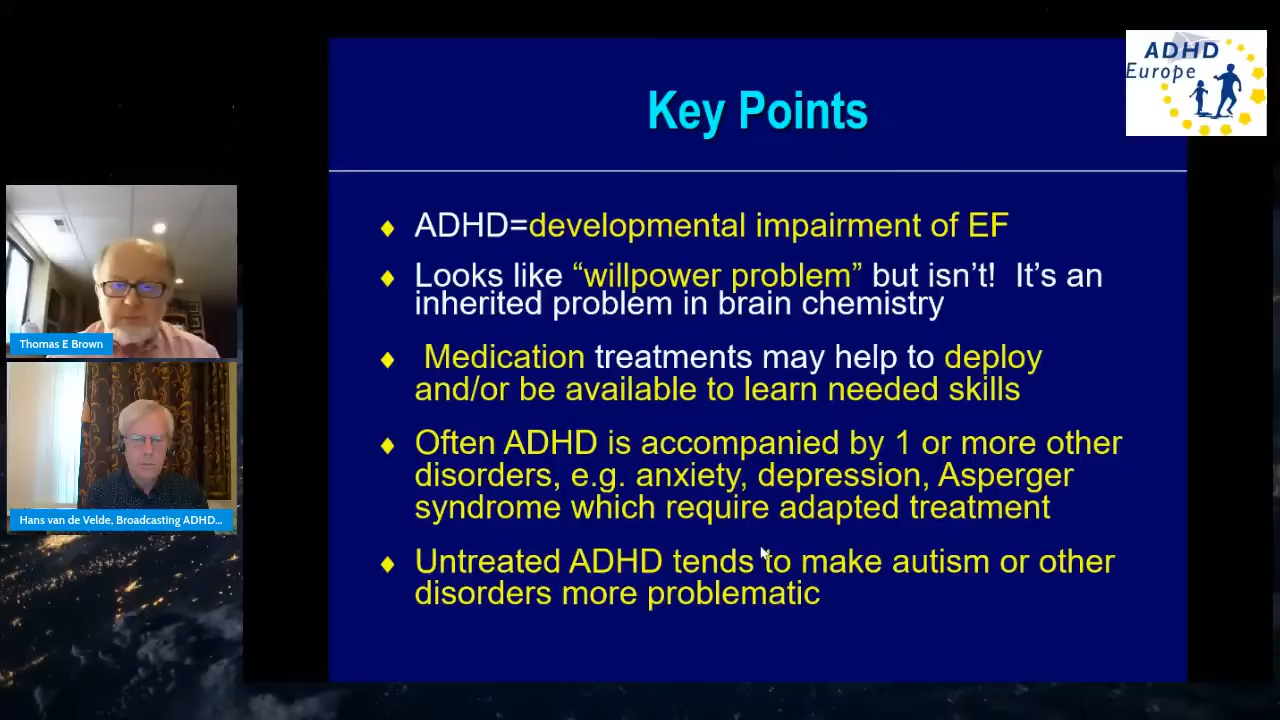 ADHD
Europe
Key Points
ADHD=developmental impairment of EF
Looks like “willpower problem” but isn’t! It’s an
inherited problem in brain chemistry
Medication treatments may help to deploy
and/or be available to learn needed skills
Often ADHD is accompanied by 1 or more other
disorders, e.g. anxiety, depression, Asperger
syndrome which require adapted treatment
Untreated ADHD tends to make autism or other
disorders more problematic
Thomas E Brown
Hans van de Velde, Broadcasting ADHD...